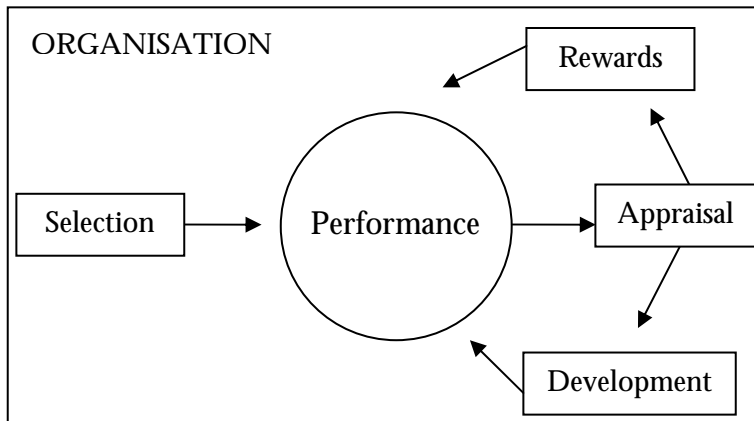 ORGANISATION
Rewards
Selection
Performance
Appraisal
Development